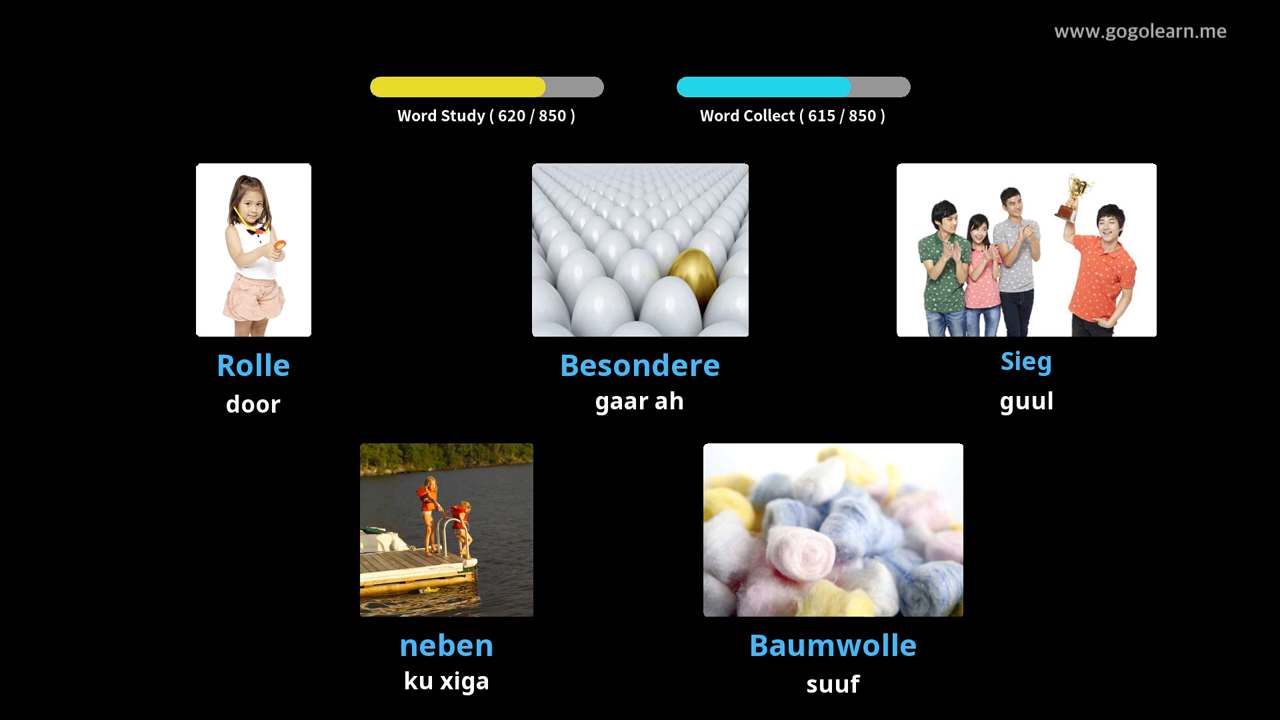 www.gogolearn.me
Word Study ( 620 / 850 )
Word Collect ( 615 / 850 )
Rolle
door
Besondere
gaar ah
Sieg
guul
neben
ku xiga
Baumwolle
suuf